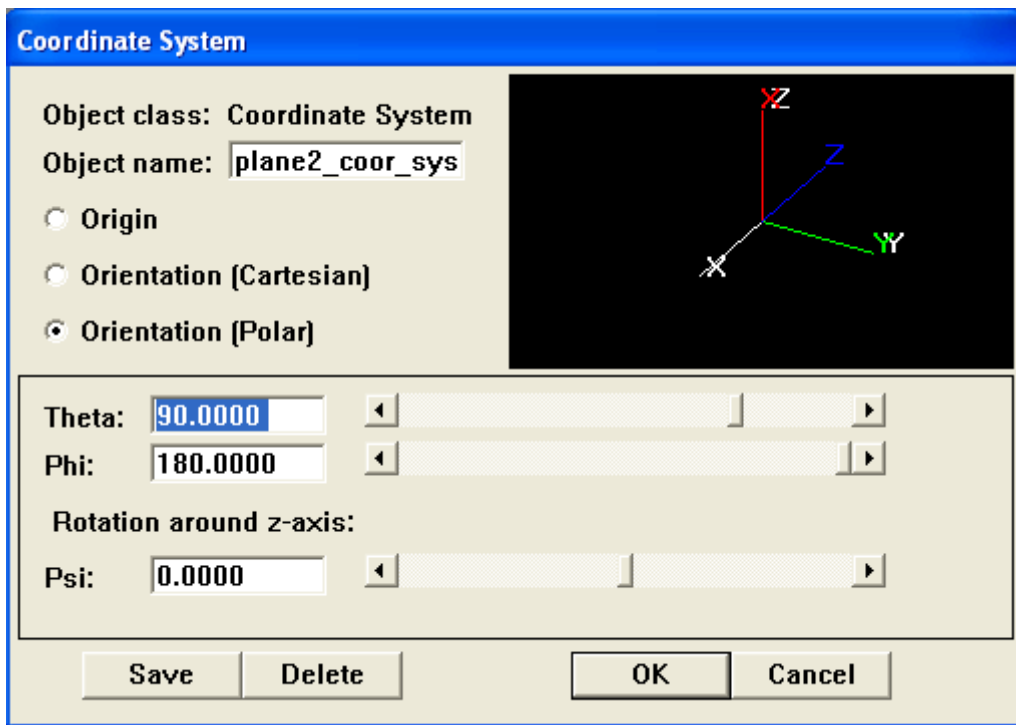 Coordinate System
Object class: Coordinate System
Object name: plane2_coor_sys
Origin
Orientation (Cartesian)
Orientation (Polar)
X Z
Z
Y Y
X
Theta: 90.0000
Phi: 180.0000
Rotation around z-axis:
Psi: 0.0000
Save Delete OK Cancel